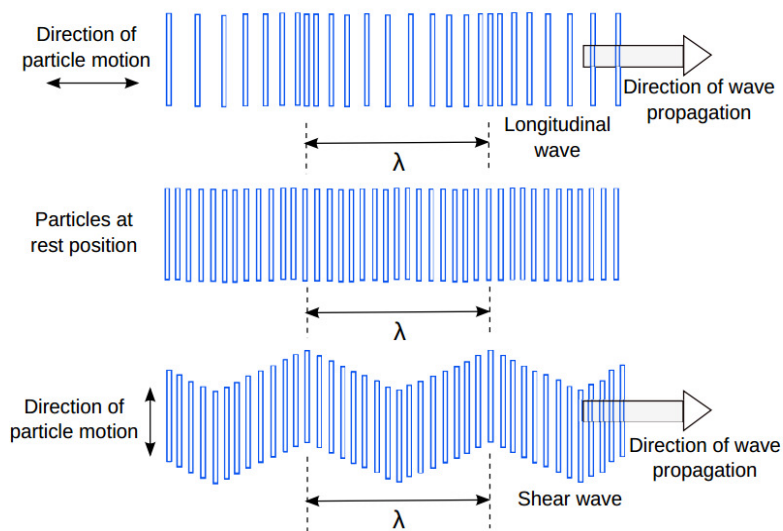 Direction of
particle motion
Direction of wave
propagation
Longitudinal
wave
λ
Particles at
rest position
λ
Direction of
particle motion
Direction of wave
propagation
Shear wave
λ